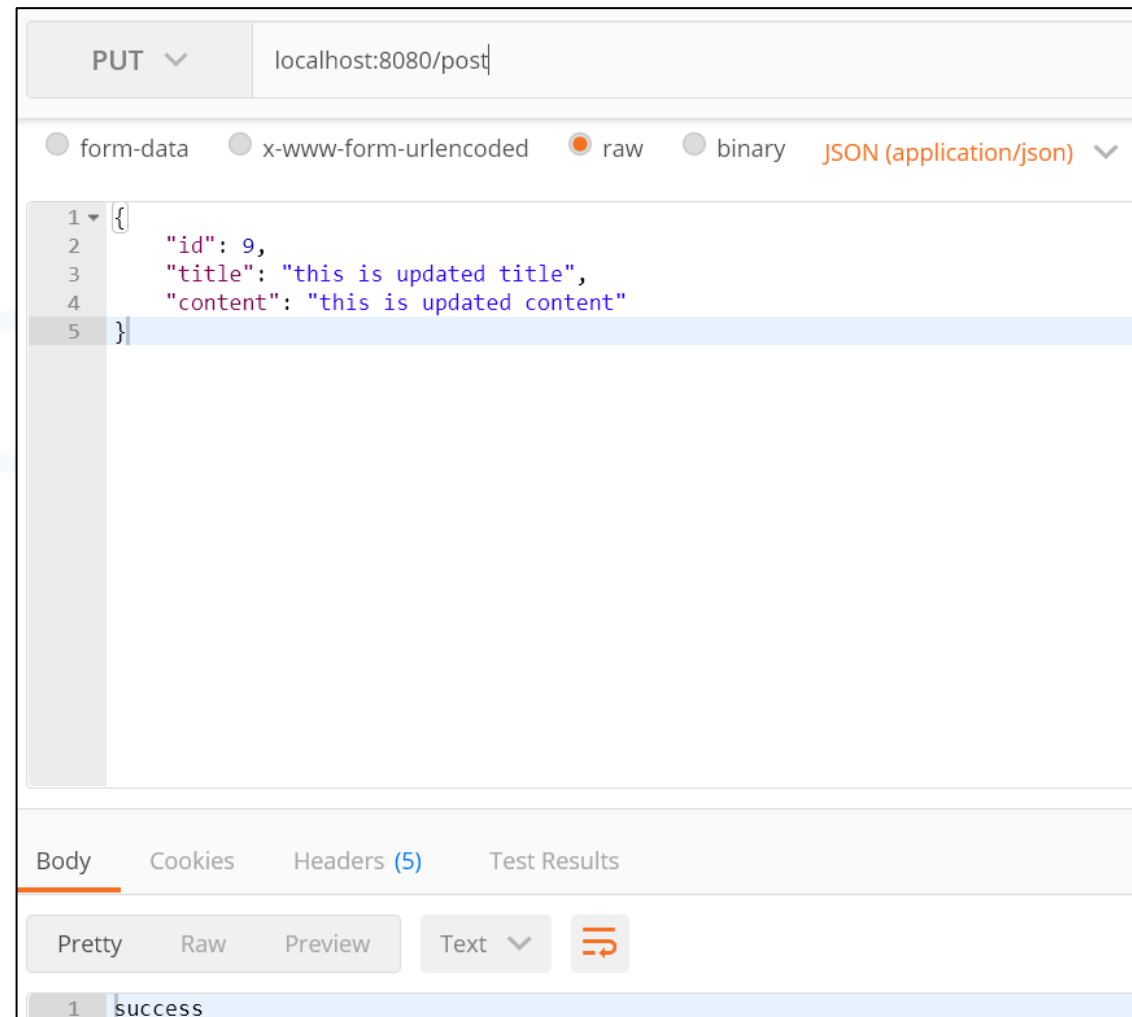 PUT localhost:8080/post
form-data x-www-form-urlencoded raw binary JSON (application/json)
1 {
2 "id": 9,
3 "title": "this is updated title",
4 "content": "this is updated content"
5 }
Body Cookies Headers (5) Test Results
Pretty Raw Preview Text
1 success